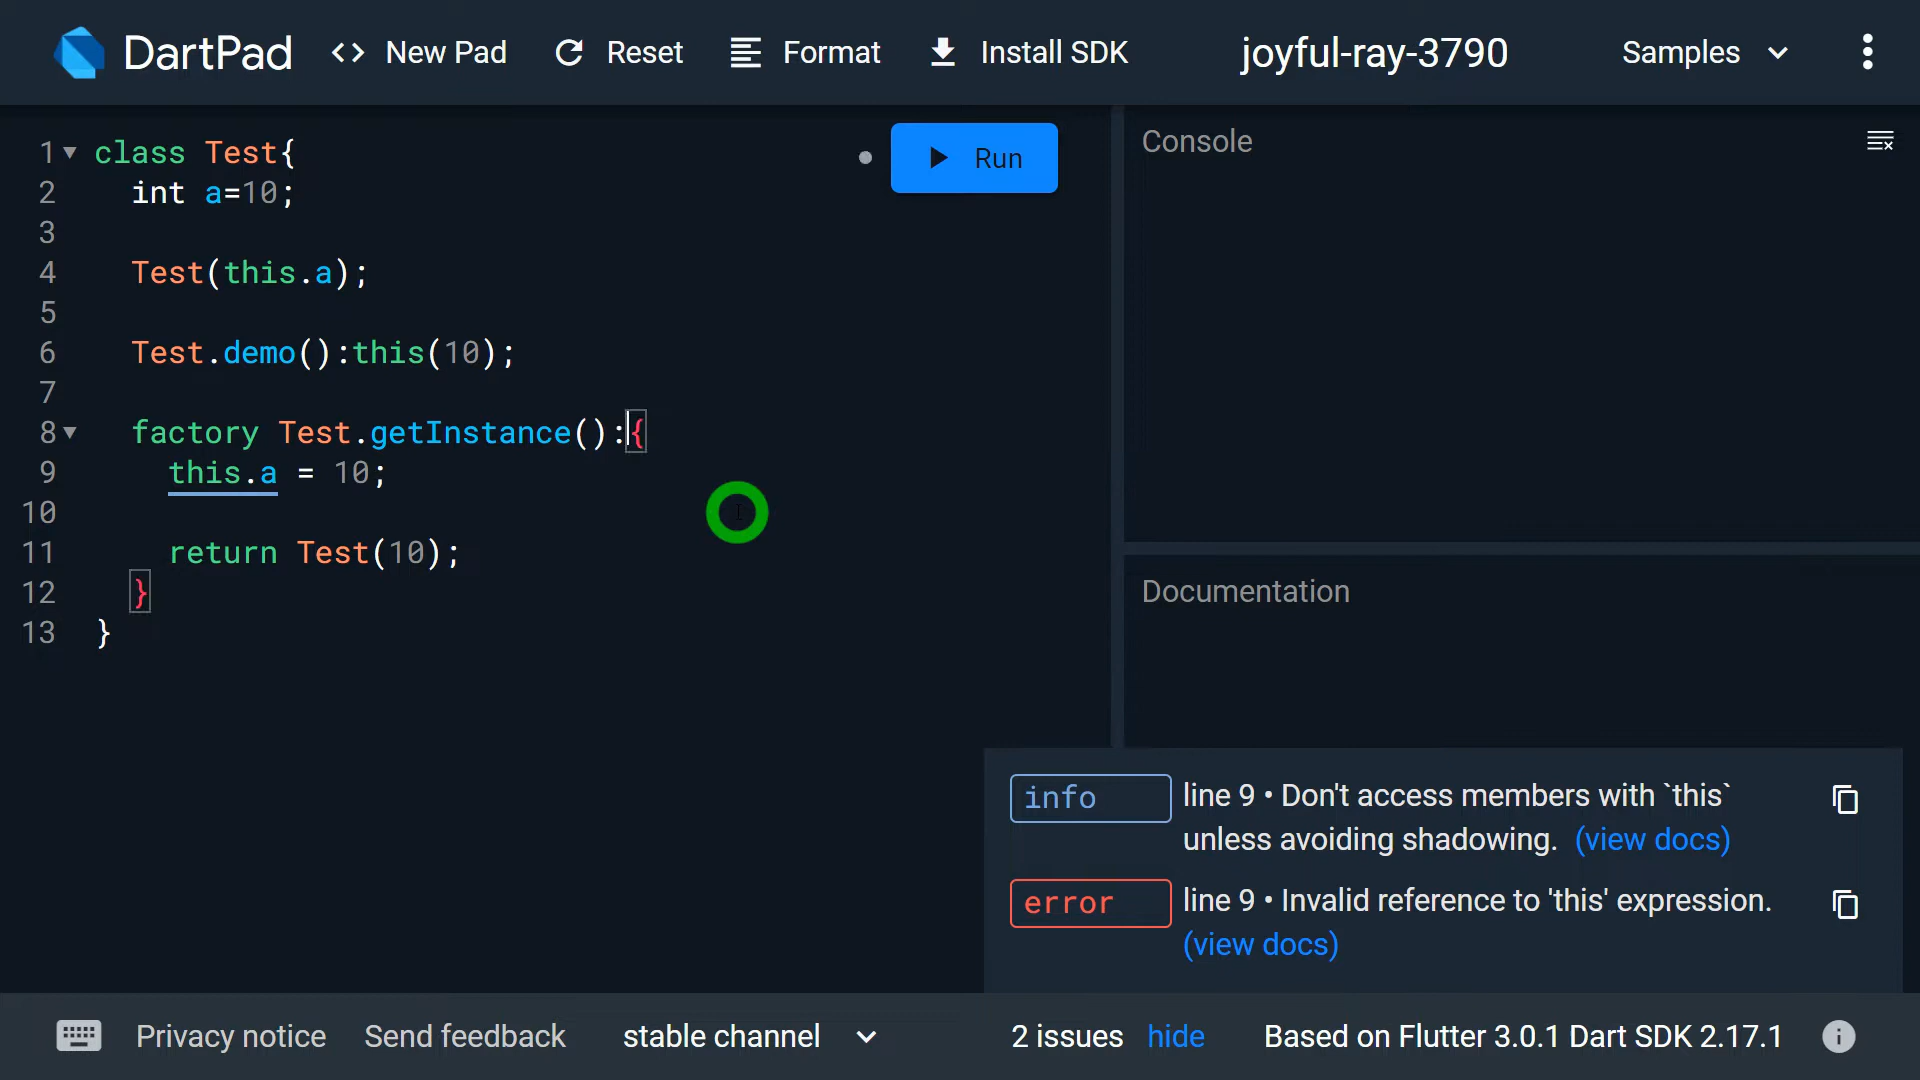 DartPad <> New Pad Reset Format Install SDK joyful-ray-3790 Samples
1 class Test{
2 int a=10;
3
4 Test(this.a);
5
6 Test.demo():this(10);
7
8 factory Test.getInstance():{
9 this.a = 10;
10
11 return Test(10);
12 }
13 }
Run
Console
Documentation
info line 9 • Don't access members with `this`
unless avoiding shadowing. (view docs)
error line 9 • Invalid reference to 'this' expression.
(view docs)
Privacy notice Send feedback stable channel 2 issues hide Based on Flutter 3.0.1 Dart SDK 2.17.1